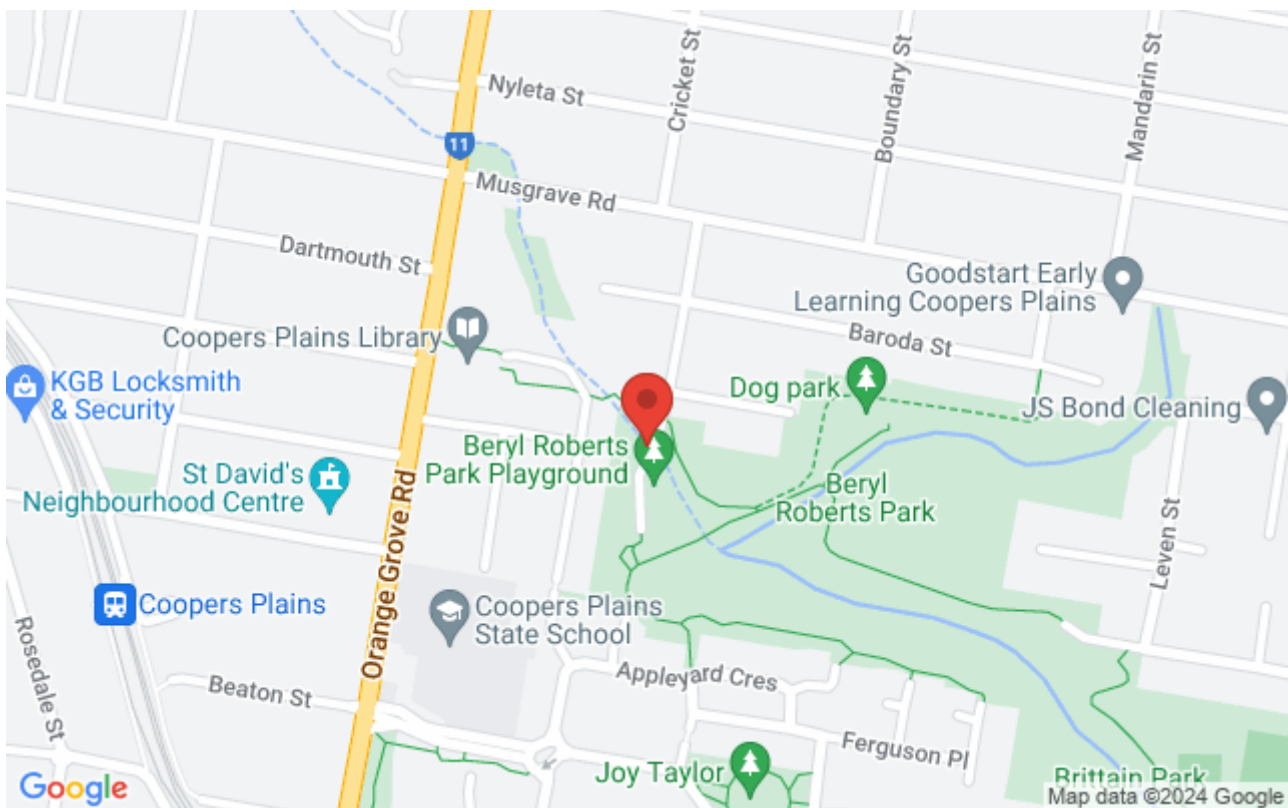 Nyleta St
Cricket St
Boundary St
Mandarin St
11
Musgrave Rd
Dartmouth St
Goodstart Early
Learning Coopers Plains
Coopers Plains Library
Baroda St
KGB Locksmith
& Security
Dog park
JS Bond Cleaning
Beryl Roberts
Park Playground
St David's
Neighbourhood Centre
Beryl
Roberts Park
Orange Grove Rd
Leven St
Coopers Plains
Coopers Plains
State School
Rosedale St
Beaton St
Appleyard Cres
Ferguson Pl
Joy Taylor
Brittain Park
Google
Map data ©2024 Google